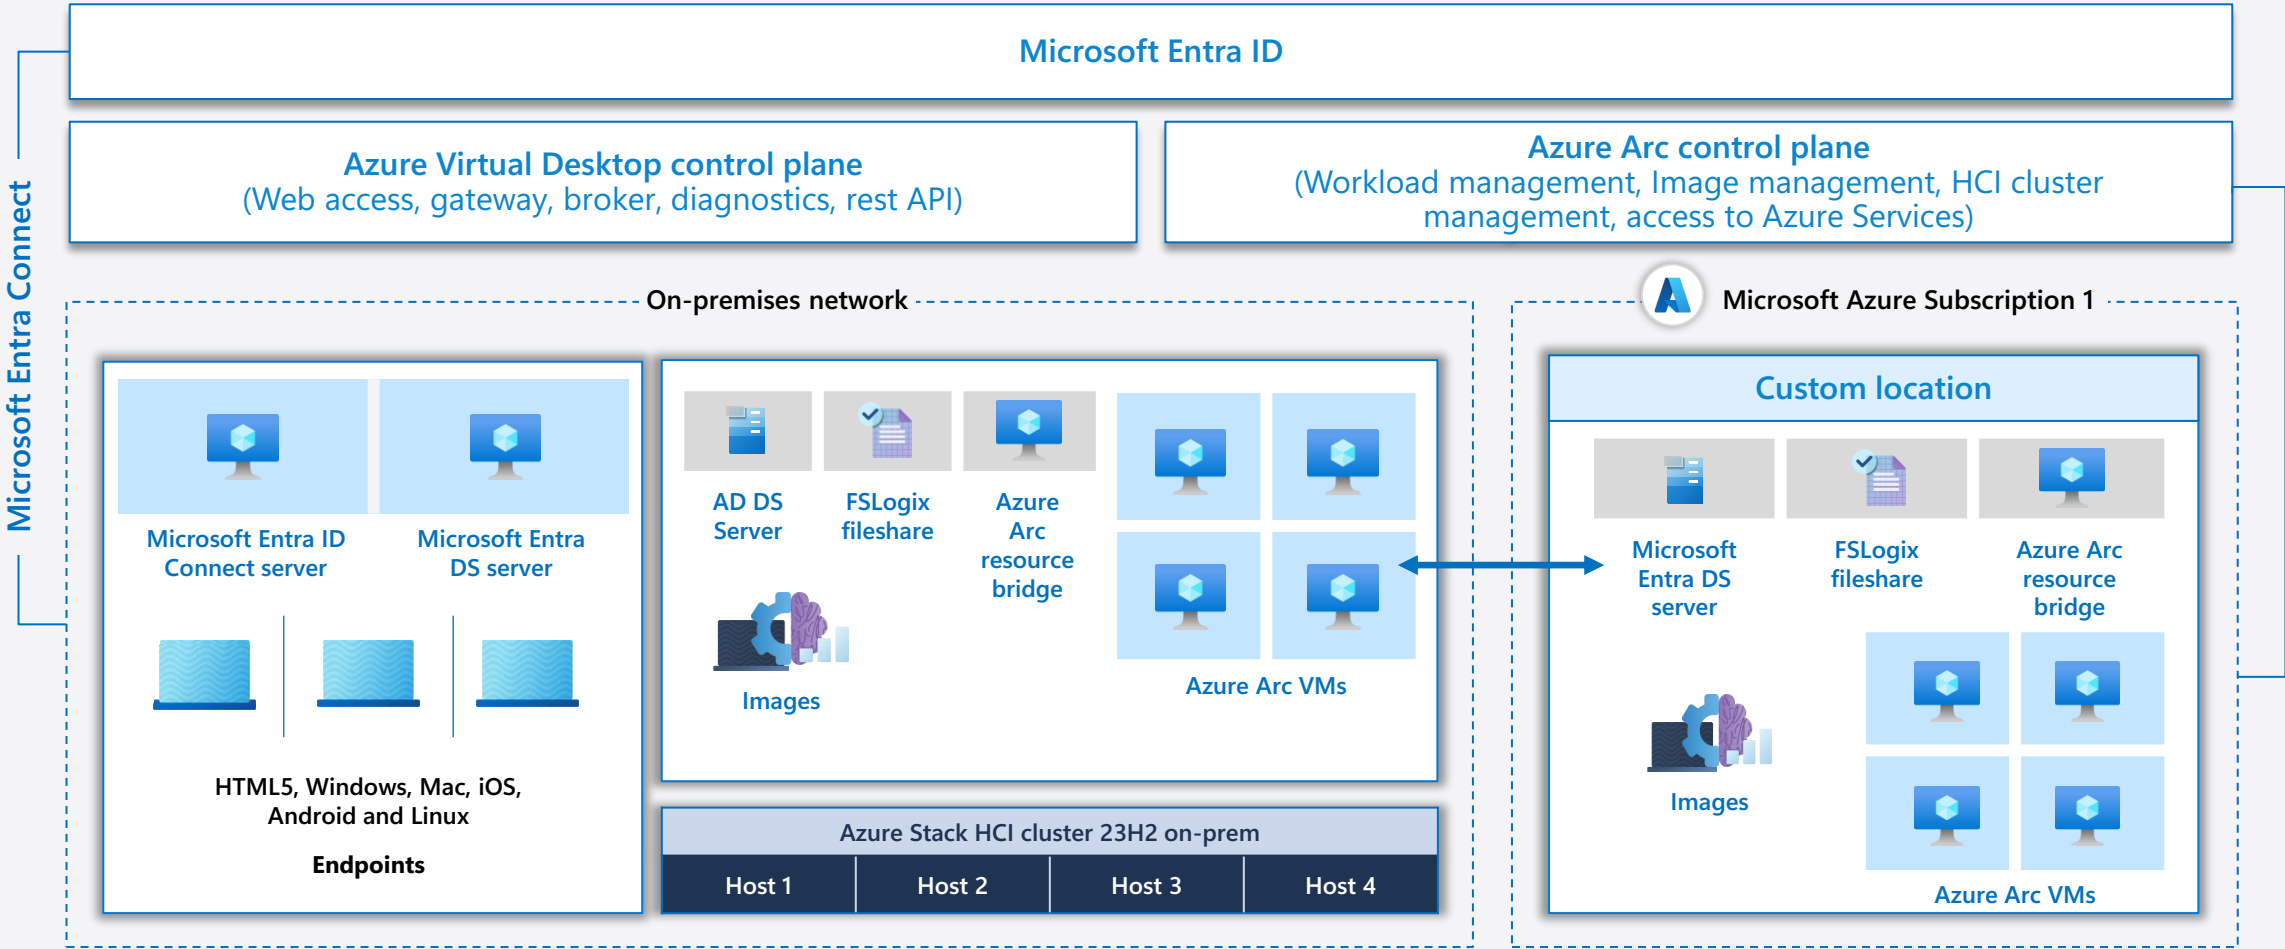 Microsoft Entra ID
Microsoft Entra Connect
Azure Virtual Desktop control plane
(Web access, gateway, broker, diagnostics, rest API)
Azure Arc control plane
(Workload management, Image management, HCI cluster
management, access to Azure Services)
On-premises network
Microsoft Entra ID
Connect server
Microsoft Entra
DS server
HTML5, Windows, Mac, iOS,
Android and Linux
Endpoints
AD DS
Server
FSLogix
fileshare
Azure
Arc
resource
bridge
Images
Azure Arc VMs
Azure Stack HCI cluster 23H2 on-prem
Host 1
Host 2
Host 3
Host 4
Microsoft Azure Subscription 1
Custom location
Microsoft
Entra DS
server
FSLogix
fileshare
Azure Arc
resource
bridge
Images
Azure Arc VMs